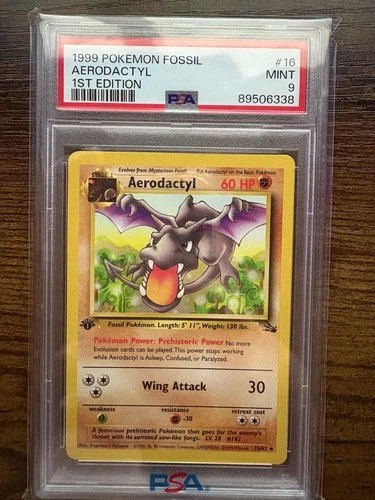 1999 POKEMON FOSSIL #16
AERODACTYL MINT
1ST EDITION 9
PSA 89506338
STAGE 1
Evolves from Mysterious Fossil Put Aerodactyl on the Basic Pokémon
Aerodactyl 60 HP
Fossil Pokémon. Length: 5' 11", Weight: 130 lbs.
Pokémon Power: Prehistoric Power No more
Evolution cards can be played. This power stops working
while Aerodactyl is Asleep, Confused, or Paralyzed.
Wing Attack 30
weakness resistance retreat cost
-30
A ferocious prehistoric Pokémon that goes for the enemy's
throat with its serrated saw-like fangs. LV. 28 #142
PSA